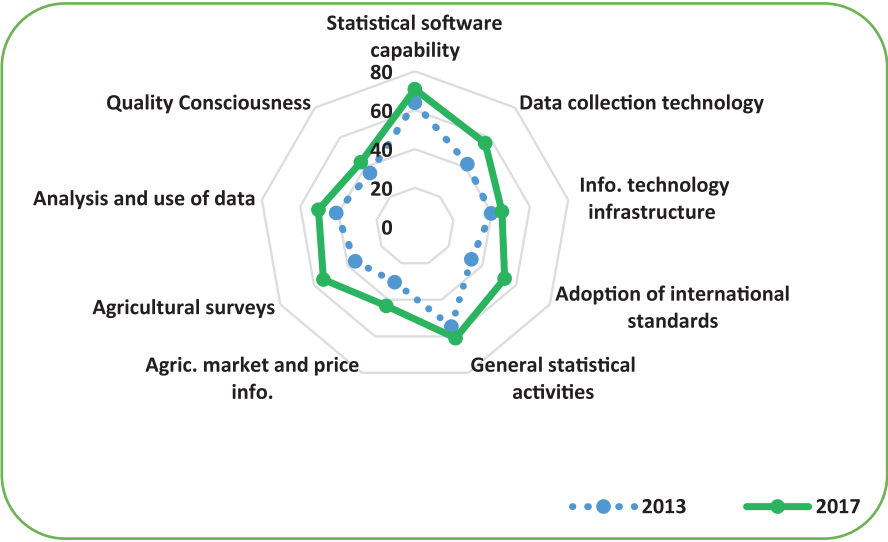 Statistical software
capability
80
60
40
20
0
Quality Consciousness
Data collection technology
Analysis and use of data
Info. technology
infrastructure
Agricultural surveys
Adoption of international
standards
Agric. market and price
info.
General statistical
activities
2013
2017